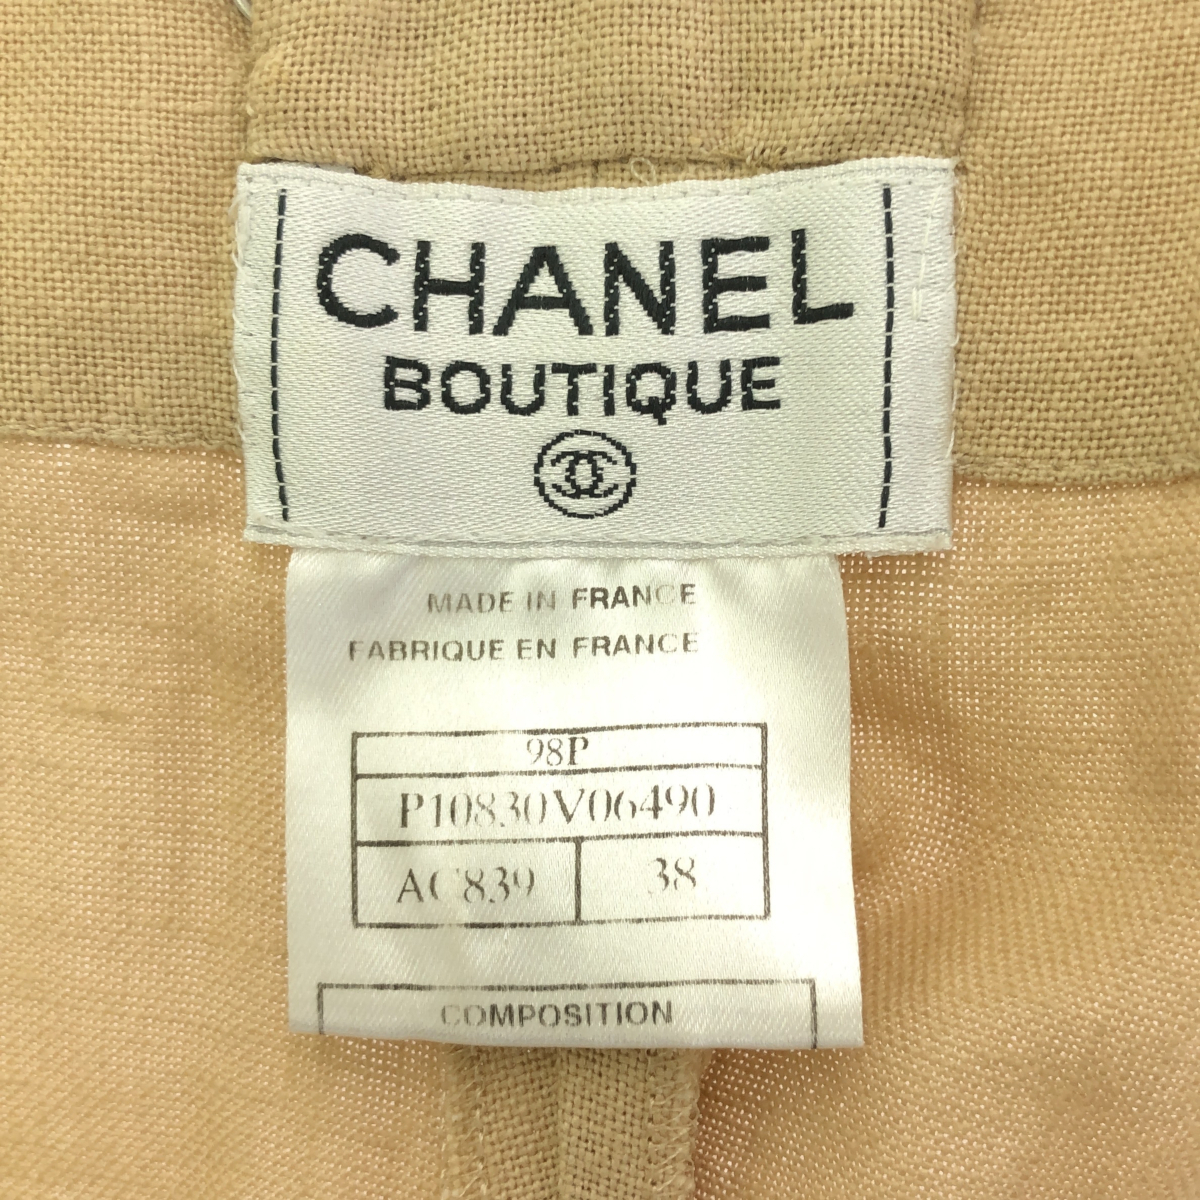 CHANEL
BOUTIQUE
MADE IN FRANCE
FABRIQUE EN FRANCE
98P
P10830V06490
AC839 38
COMPOSITION